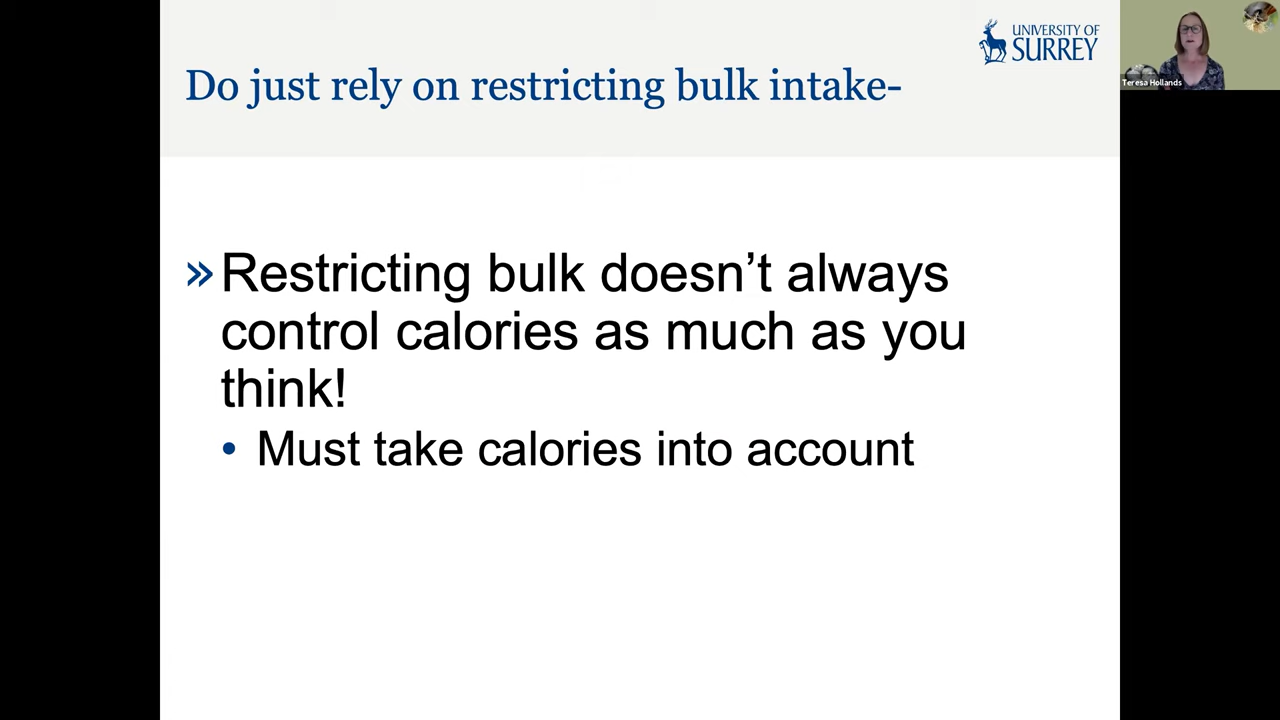 Do just rely on restricting bulk intake-
UNIVERSITY OF
SURREY
Teresa Hollands
» Restricting bulk doesn’t always
control calories as much as you
think!
• Must take calories into account